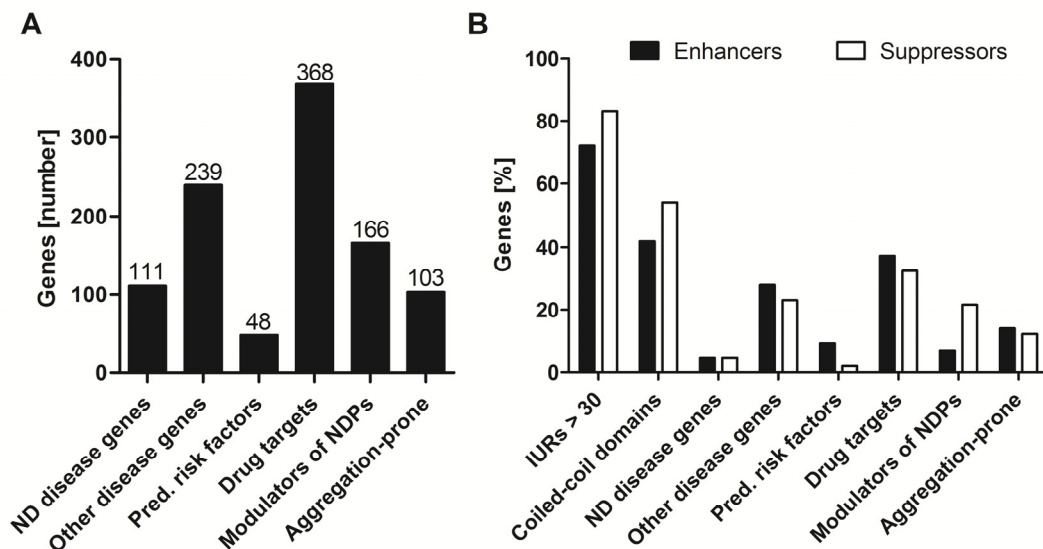 A
Genes [number]
400
300
200
100
0
111
239
48
368
166
103
ND disease genes
Other disease genes
Pred. risk factors
Drug targets
Modulators of NDPs
Aggregation-prone
B
Enhancers
Suppressors
Genes [%]
100
80
60
40
20
0
IURs > 30
Coiled-coil domains
ND disease genes
Other disease genes
Pred. risk factors
Drug targets
Modulators of NDPs
Aggregation-prone